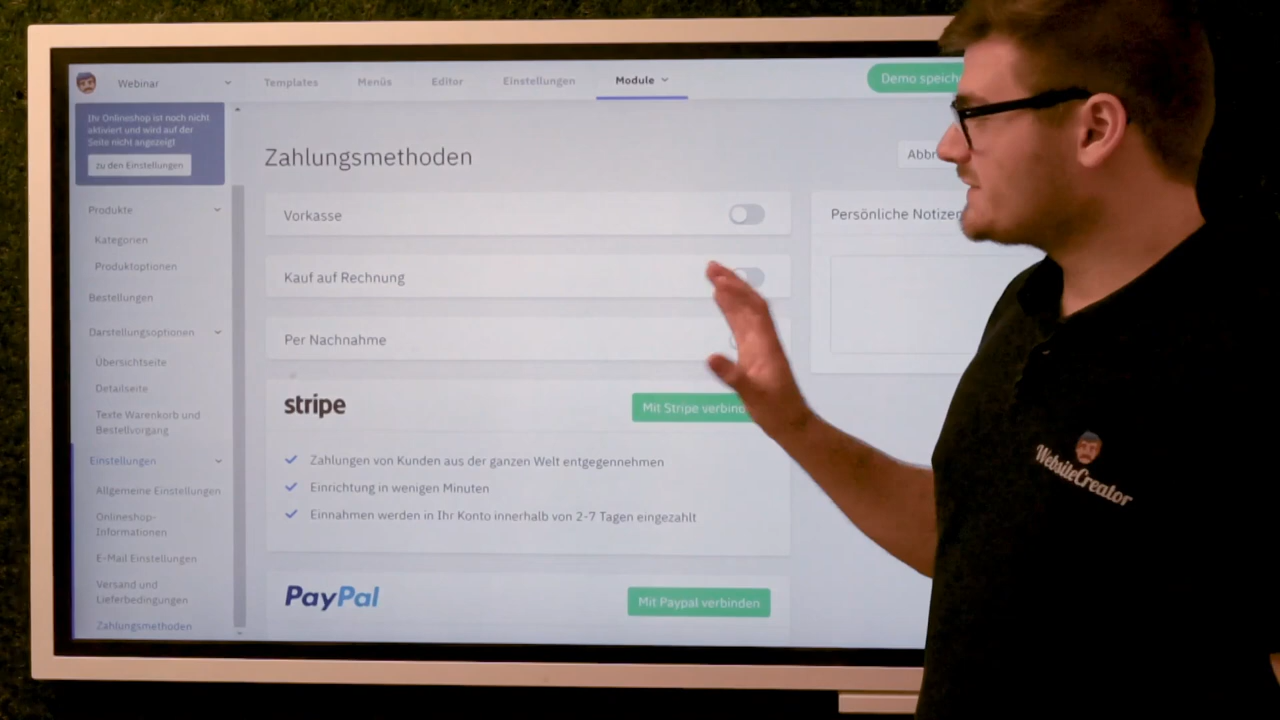 Webinar
Templates
Menüs
Editor
Einstellungen
Module
Demo speich
Ihr Onlineshop ist noch nicht
aktiviert und wird auf der
Seite nicht angezeigt
zu den Einstellungen
Produkte
Kategorien
Produktoptionen
Bestellungen
Darstellungsoptionen
Übersichtseite
Detailseite
Texte Warenkorb und
Bestellvorgang
Einstellungen
Allgemeine Einstellungen
Onlineshop-
Informationen
E-Mail Einstellungen
Versand und
Lieferbedingungen
Zahlungsmethoden
Zahlungsmethoden
Abbr
Vorkasse
Kauf auf Rechnung
Per Nachnahme
stripe
Mit Stripe verbind
Zahlungen von Kunden aus der ganzen Welt entgegennehmen
Einrichtung in wenigen Minuten
Einnahmen werden in Ihr Konto innerhalb von 2-7 Tagen eingezahlt
PayPal
Mit Paypal verbinden
Persönliche Notizen
WebsiteCreator